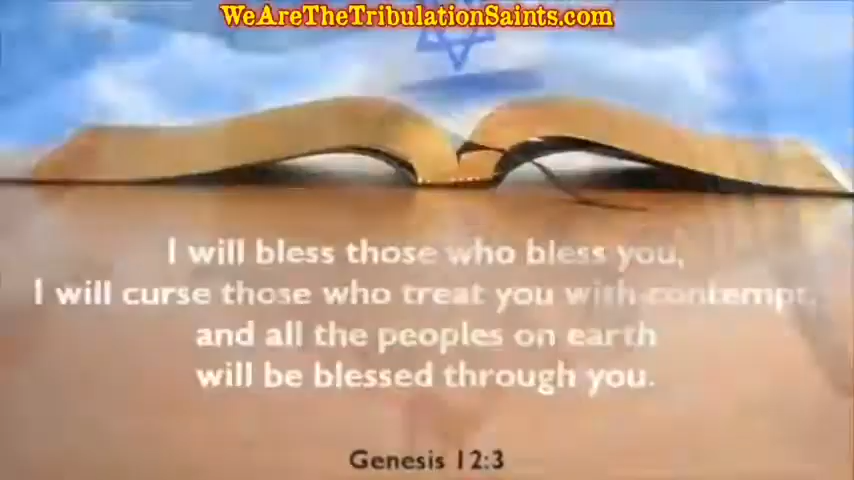 WeAreTheTribulationSaints.com
I will bless those who bless you,
I will curse those who treat you with contempt,
and all the peoples on earth
will be blessed through you.
Genesis 12:3